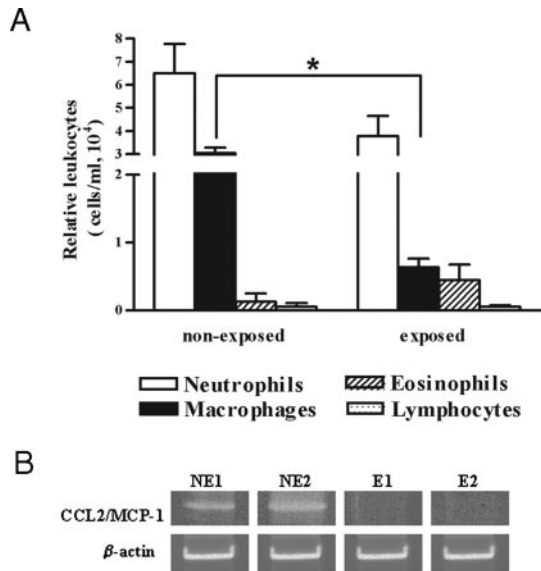 A
Relative leukocytes
( cells/ml, 10⁴)
8
7
6
5
4
3
2
1
0
*
non-exposed
exposed
Neutrophils
Eosinophils
Macrophages
Lymphocytes
B
NE1 NE2 E1 E2
CCL2/MCP-1
β-actin